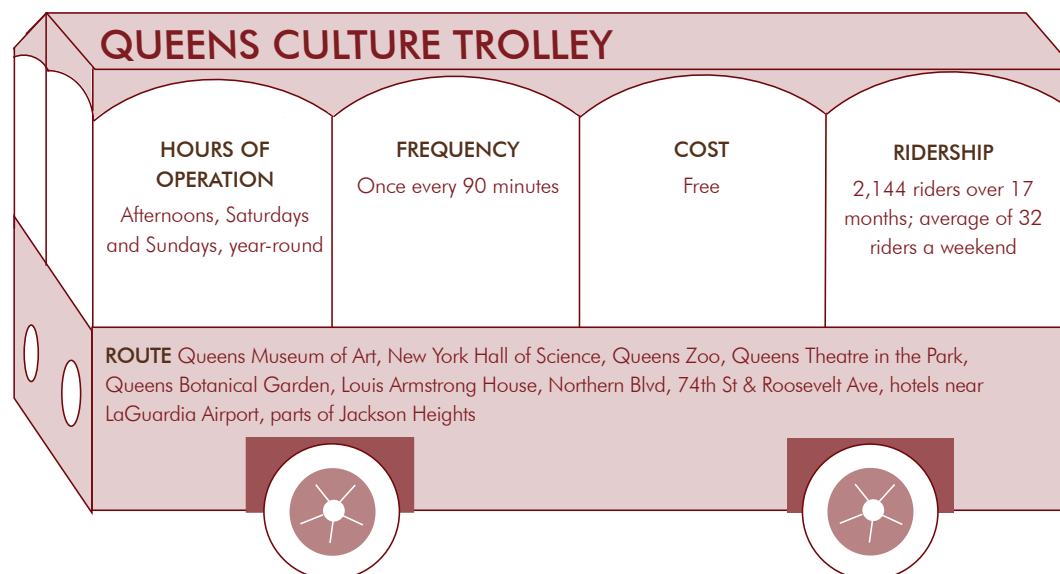 QUEENS CULTURE TROLLEY
HOURS OF
OPERATION
Afternoons, Saturdays
and Sundays, year-round
FREQUENCY
Once every 90 minutes
COST
Free
RIDERSHIP
2,144 riders over 17
months; average of 32
riders a weekend
ROUTE Queens Museum of Art, New York Hall of Science, Queens Zoo, Queens Theatre in the Park,
Queens Botanical Garden, Louis Armstrong House, Northern Blvd, 74th St & Roosevelt Ave, hotels near
LaGuardia Airport, parts of Jackson Heights